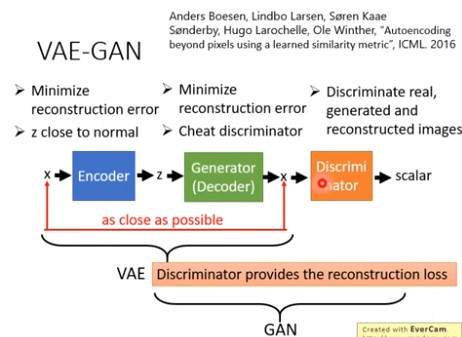 Anders Boesen, Lindbo Larsen, Søren Kaae
Sønderby, Hugo Larochelle, Ole Winther, "Autoencoding
beyond pixels using a learned similarity metric", ICML. 2016
VAE-GAN
➢ Minimize
reconstruction error
➢ z close to normal
➢ Minimize
reconstruction error
➢ Cheat discriminator
➢ Discriminate real,
generated and
reconstructed images
x
Encoder
z
Generator
(Decoder)
x
Discrimi
nator
scalar
as close as possible
VAE
Discriminator provides the reconstruction loss
GAN
Created with EverCam.